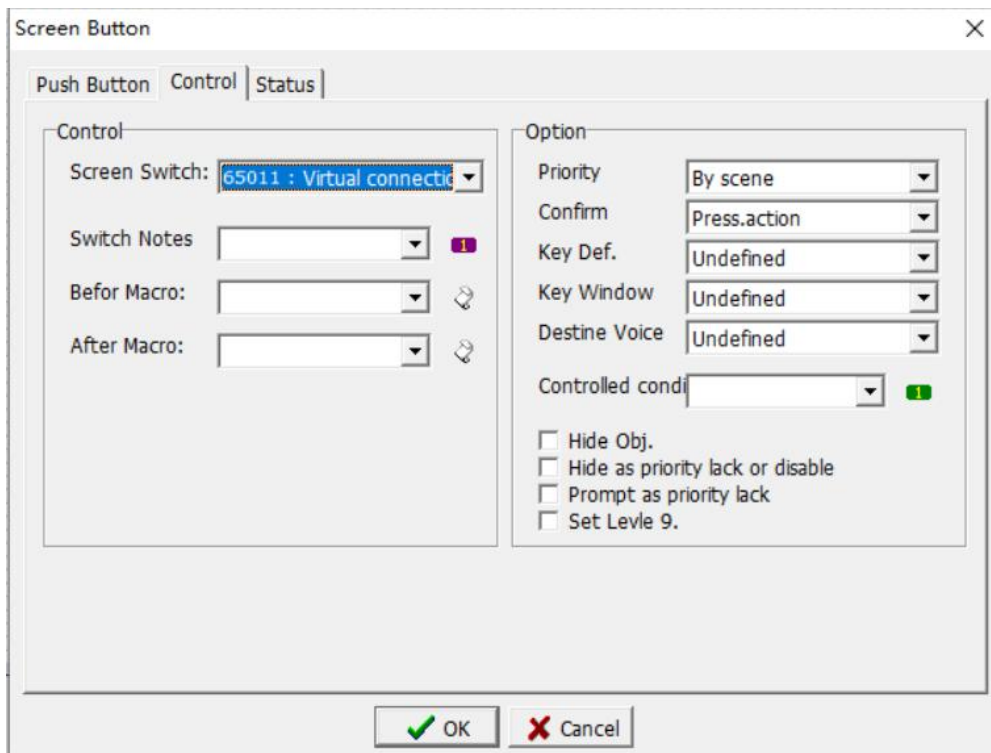 Screen Button
Push Button Control Status
Control
Screen Switch: 65011 : Virtual connectic
Switch Notes 1
Befor Macro:
After Macro:
Option
Priority By scene
Confirm Press.action
Key Def. Undefined
Key Window Undefined
Destine Voice Undefined
Controlled condi 1
Hide Obj.
Hide as priority lack or disable
Prompt as priority lack
Set Levle 9.
OK Cancel